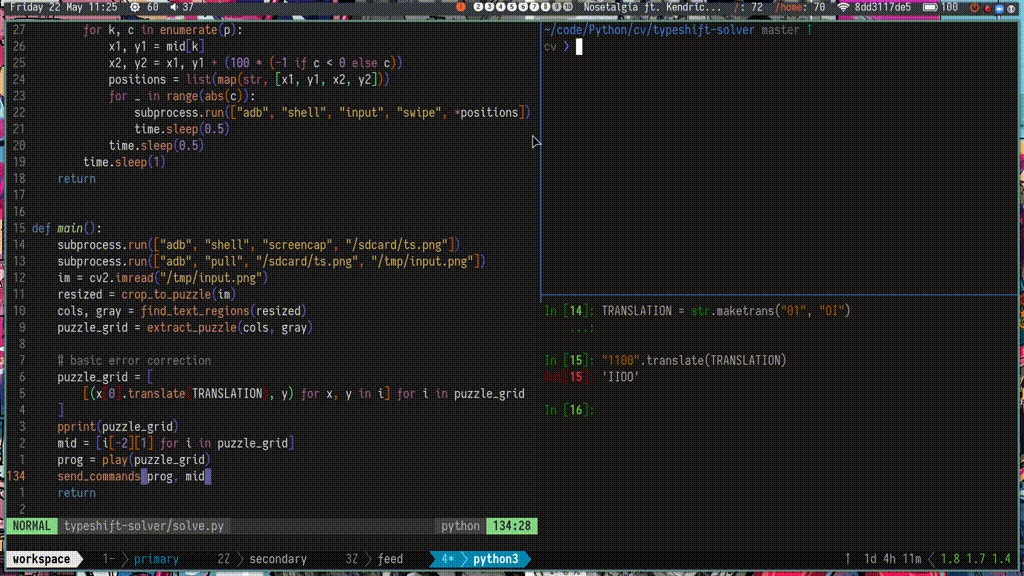 Friday 22 May 11:25 60 37
1 2 3 4 5 6 7 8 9 10 Nosetalgia ft. Kendric... /: 72 /home: 70 8dd3117de5 100
27 for k, c in enumerate(p):
26 x1, y1 = mid[k]
25 x2, y2 = x1, y1 + (100 * (-1 if c < 0 else c))
24 positions = list(map(str, [x1, y1, x2, y2]))
23 for _ in range(abs(c)):
22 subprocess.run(["adb", "shell", "input", "swipe", *positions])
21 time.sleep(0.5)
20 time.sleep(0.5)
19 time.sleep(1)
18 return
17
16
15 def main():
14 subprocess.run(["adb", "shell", "screencap", "/sdcard/ts.png"])
13 subprocess.run(["adb", "pull", "/sdcard/ts.png", "/tmp/input.png"])
12 im = cv2.imread("/tmp/input.png")
11 resized = crop_to_puzzle(im)
10 cols, gray = find_text_regions(resized)
9 puzzle_grid = extract_puzzle(cols, gray)
8
7 # basic error correction
6 puzzle_grid = [
5 [(x[0].translate(TRANSLATION), y) for x, y in i] for i in puzzle_grid
4 ]
3 pprint(puzzle_grid)
2 mid = [i[-2][1] for i in puzzle_grid]
1 prog = play(puzzle_grid)
134 send_commands(prog, mid)
1 return
2
NORMAL typeshift-solver/solve.py python 134:28
~/code/Python/cv/typeshift-solver master
cv ❯
In [14]: TRANSLATION = str.maketrans("01", "OI")
...:
In [15]: "1100".translate(TRANSLATION)
Out[15]: 'IIOO'
In [16]:
workspace 1- primary 2Z secondary 3Z feed 4* python3 ↑ 1d 4h 11m 1.8 1.7 1.4